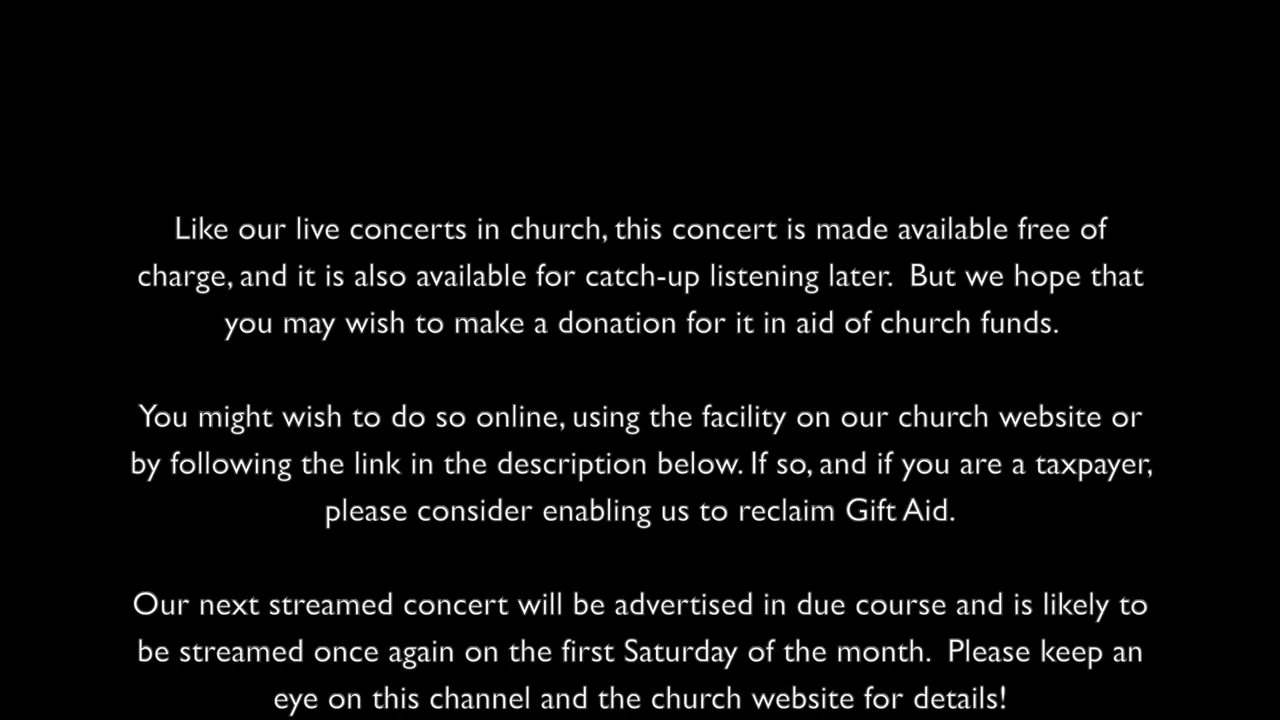 Like our live concerts in church, this concert is made available free of
charge, and it is also available for catch-up listening later.  But we hope that
you may wish to make a donation for it in aid of church funds.
You might wish to do so online, using the facility on our church website or
by following the link in the description below. If so, and if you are a taxpayer,
please consider enabling us to reclaim Gift Aid.
Our next streamed concert will be advertised in due course and is likely to
be streamed once again on the first Saturday of the month.  Please keep an
eye on this channel and the church website for details!